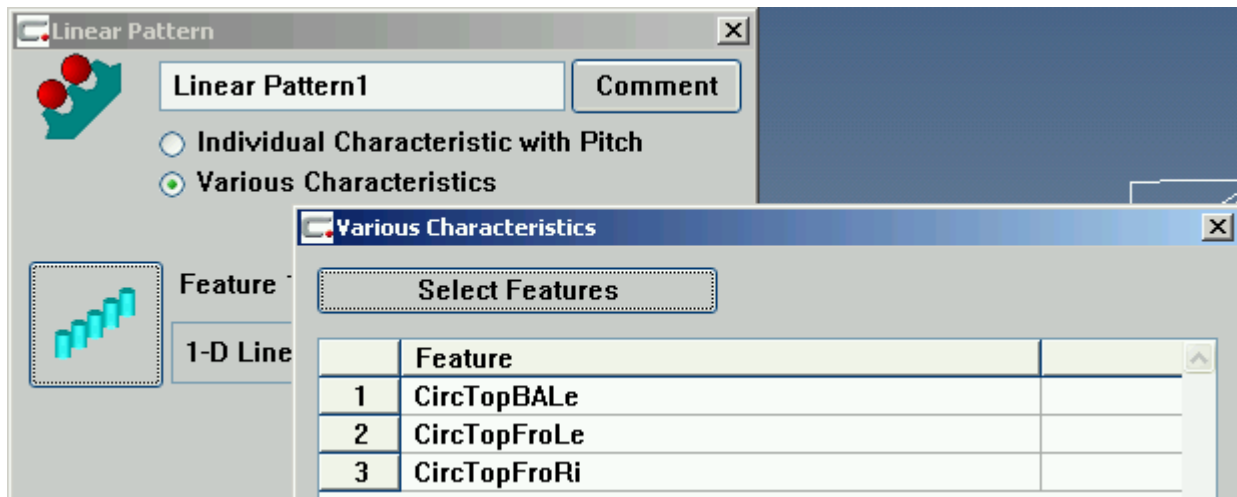 Linear Pattern
Linear Pattern1
Comment
Individual Characteristic with Pitch
Various Characteristics
Various Characteristics
Feature
Select Features
1-D Line
Feature
1 CircTopBALe
2 CircTopFroLe
3 CircTopFroRi